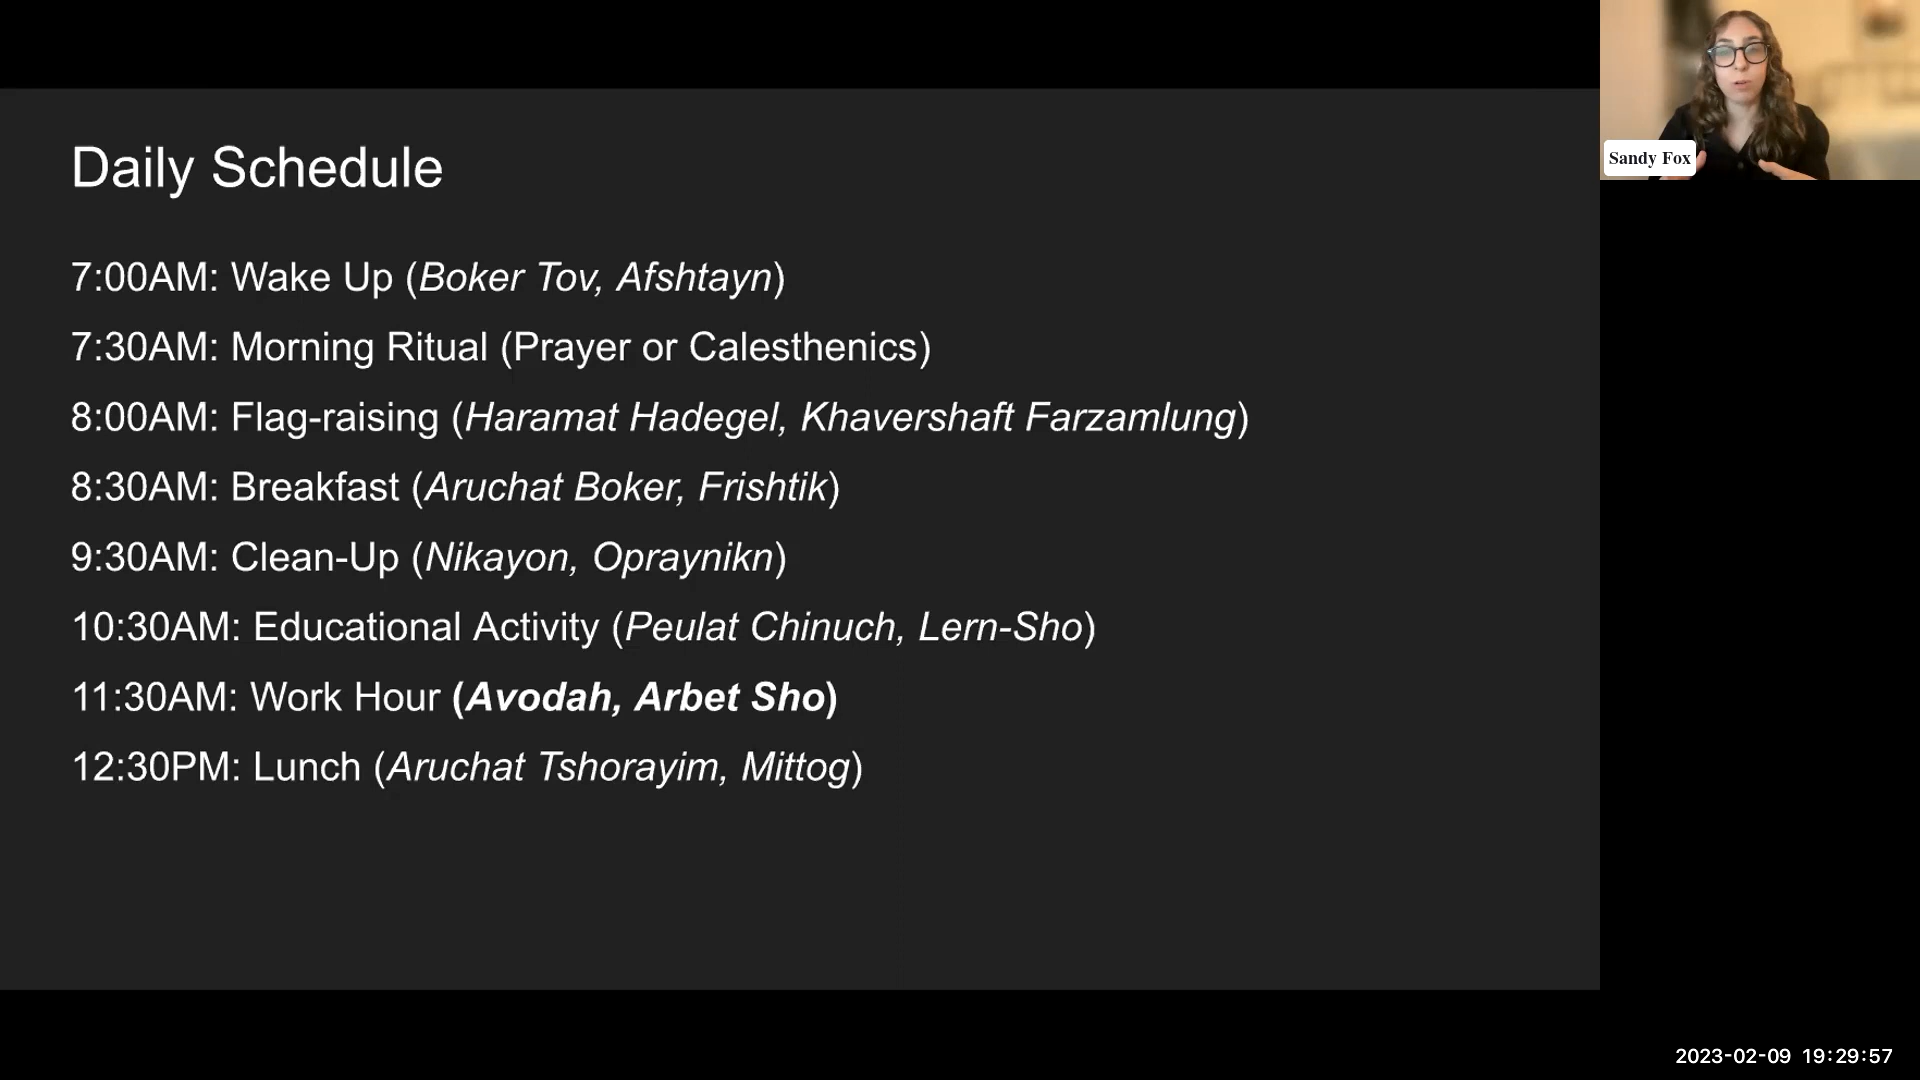 Daily Schedule
7:00AM: Wake Up (Boker Tov, Afshtayn)
7:30AM: Morning Ritual (Prayer or Calesthenics)
8:00AM: Flag-raising (Haramat Hadegel, Khavershaft Farzamlung)
8:30AM: Breakfast (Aruchat Boker, Frishtik)
9:30AM: Clean-Up (Nikayon, Opraynikn)
10:30AM: Educational Activity (Peulat Chinuch, Lern-Sho)
11:30AM: Work Hour (Avodah, Arbet Sho)
12:30PM: Lunch (Aruchat Tshorayim, Mittog)
Sandy Fox
2023-02-09 19:29:57